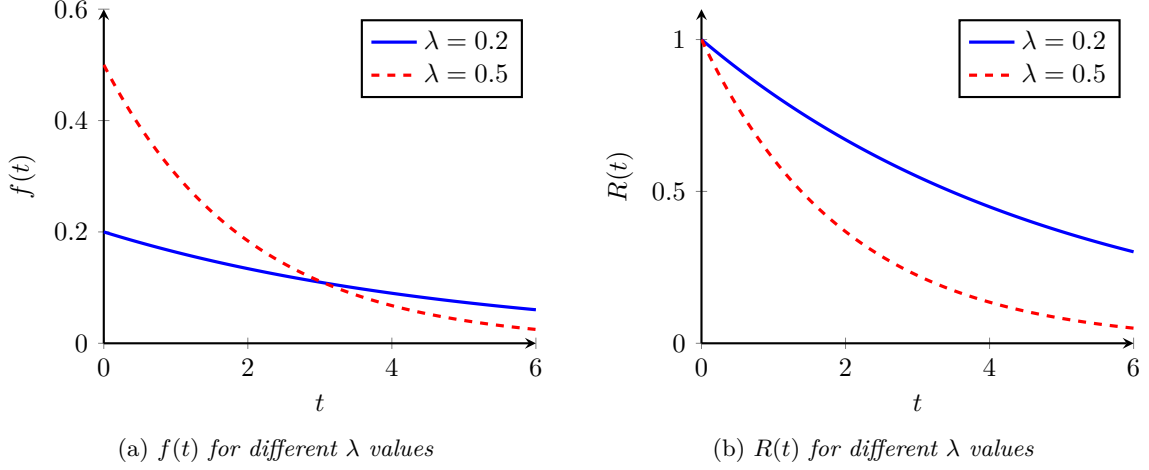 0.6
0.4
0.2
0
0 2 4 6
f(t)
t
λ = 0.2
λ = 0.5
(a) f(t) for different λ values
1
0.5
0
0 2 4 6
R(t)
t
λ = 0.2
λ = 0.5
(b) R(t) for different λ values